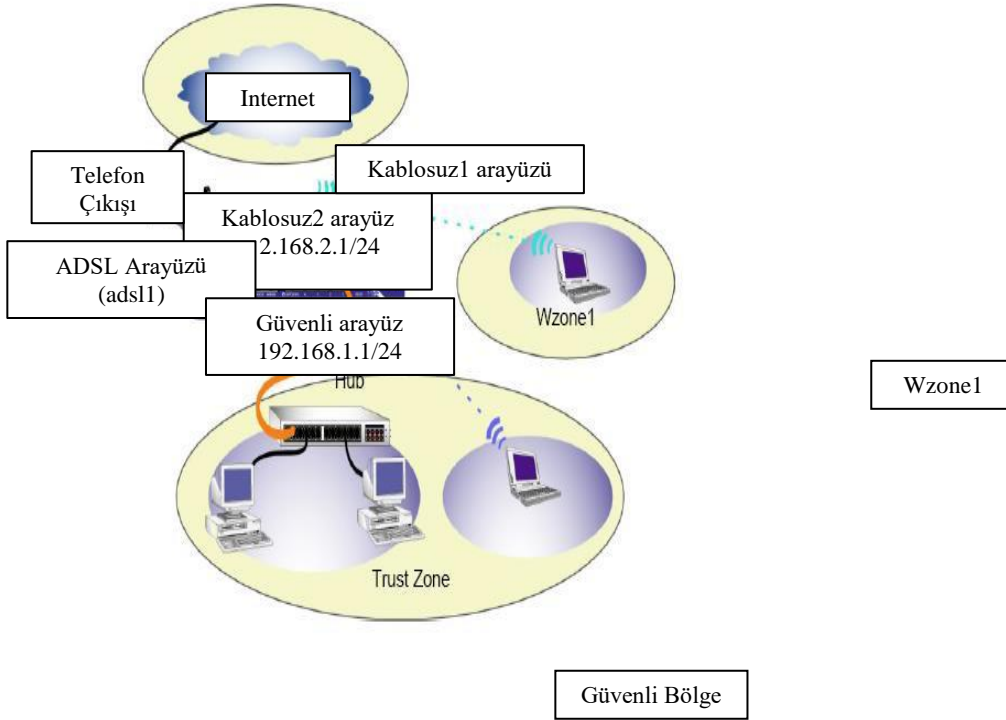 Internet
Telefon
Çıkışı
Kablosuz1 arayüzü
Kablosuz2 arayüz
2.168.2.1/24
ADSL Arayüzü
(adsl1)
Güvenli arayüz
192.168.1.1/24
Wzone1
Wzone1
Hub
Trust Zone
Güvenli Bölge